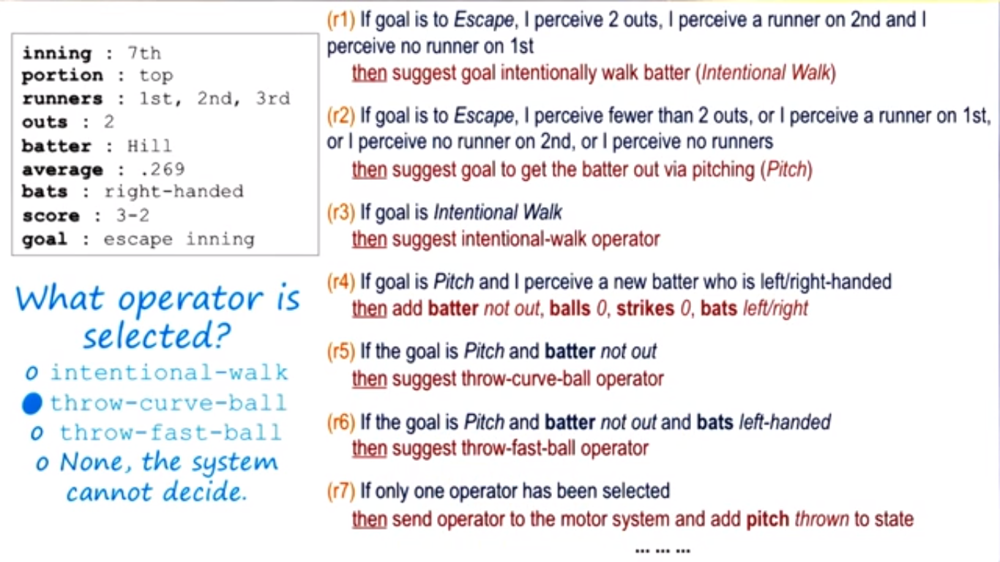 inning : 7th
portion : top
runners : 1st, 2nd, 3rd
outs : 2
batter : Hill
average : .269
bats : right-handed
score : 3-2
goal : escape inning
What operator is
selected?
o intentional-walk
throw-curve-ball
o throw-fast-ball
o None, the system
cannot decide.
(r1) If goal is to Escape, I perceive 2 outs, I perceive a runner on 2nd and I
perceive no runner on 1st
then suggest goal intentionally walk batter (Intentional Walk)
(r2) If goal is to Escape, I perceive fewer than 2 outs, or I perceive a runner on 1st,
or I perceive no runner on 2nd, or I perceive no runners
then suggest goal to get the batter out via pitching (Pitch)
(r3) If goal is Intentional Walk
then suggest intentional-walk operator
(r4) If goal is Pitch and I perceive a new batter who is left/right-handed
then add batter not out, balls 0, strikes 0, bats left/right
(r5) If the goal is Pitch and batter not out
then suggest throw-curve-ball operator
(r6) If the goal is Pitch and batter not out and bats left-handed
then suggest throw-fast-ball operator
(r7) If only one operator has been selected
then send operator to the motor system and add pitch thrown to state
... ... ...